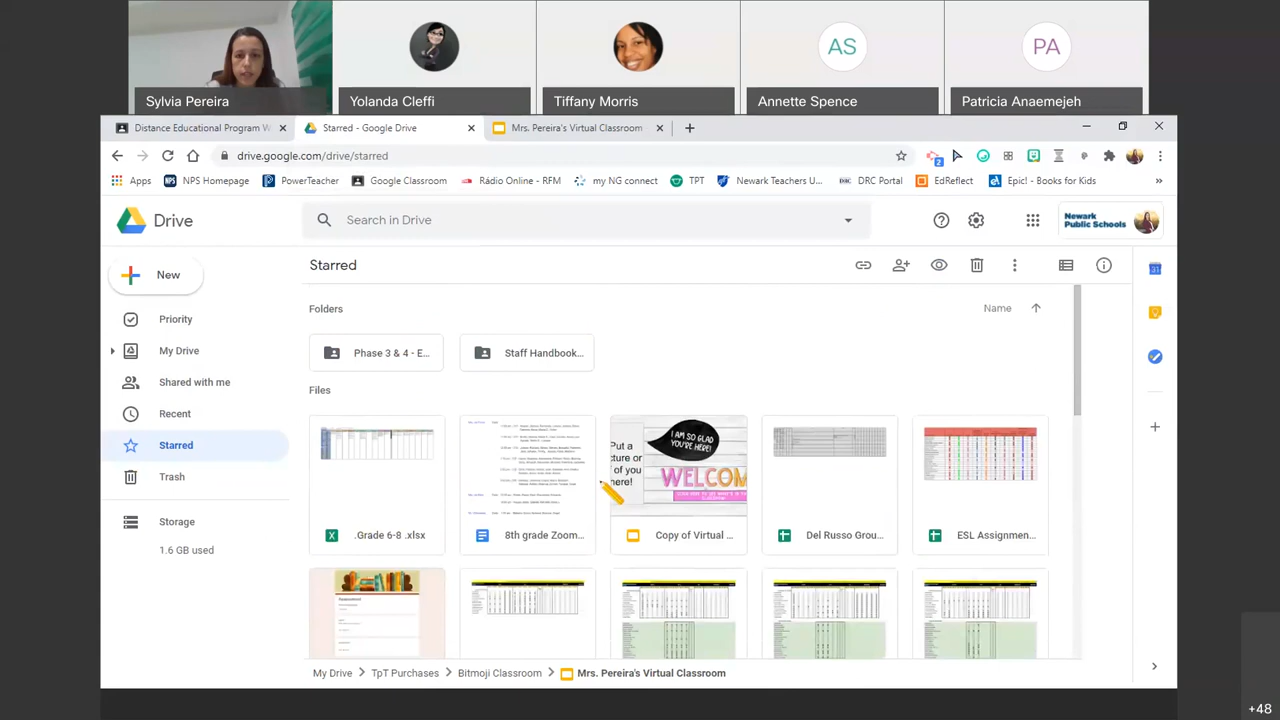 AS
PA
Sylvia Pereira
Yolanda Cleffi
Tiffany Morris
Annette Spence
Patricia Anaemejeh
Distance Educational Program W
Starred - Google Drive
Mrs. Pereira's Virtual Classroom
drive.google.com/drive/starred
2
Apps
NPS Homepage
PowerTeacher
Google Classroom
Rádio Online - RFM
my NG connect
TPT
Newark Teachers U...
DRC Portal
EdReflect
Epic! - Books for Kids
»
Drive
Search in Drive
Newark
Public Schools
New
Starred
Priority
My Drive
Shared with me
Recent
Starred
Trash
Storage
1.6 GB used
Folders
Name
Phase 3 & 4 - E...
Staff Handbook...
Files
Put a
cture or
of you
here!
I AM SO GLAD
YOU'RE HERE!
WELCOM
.Grade 6-8 .xlsx
8th grade Zoom...
Copy of Virtual ...
Del Russo Grou...
ESL Assignmen...
My Drive > TpT Purchases > Bitmoji Classroom > Mrs. Pereira's Virtual Classroom
+48